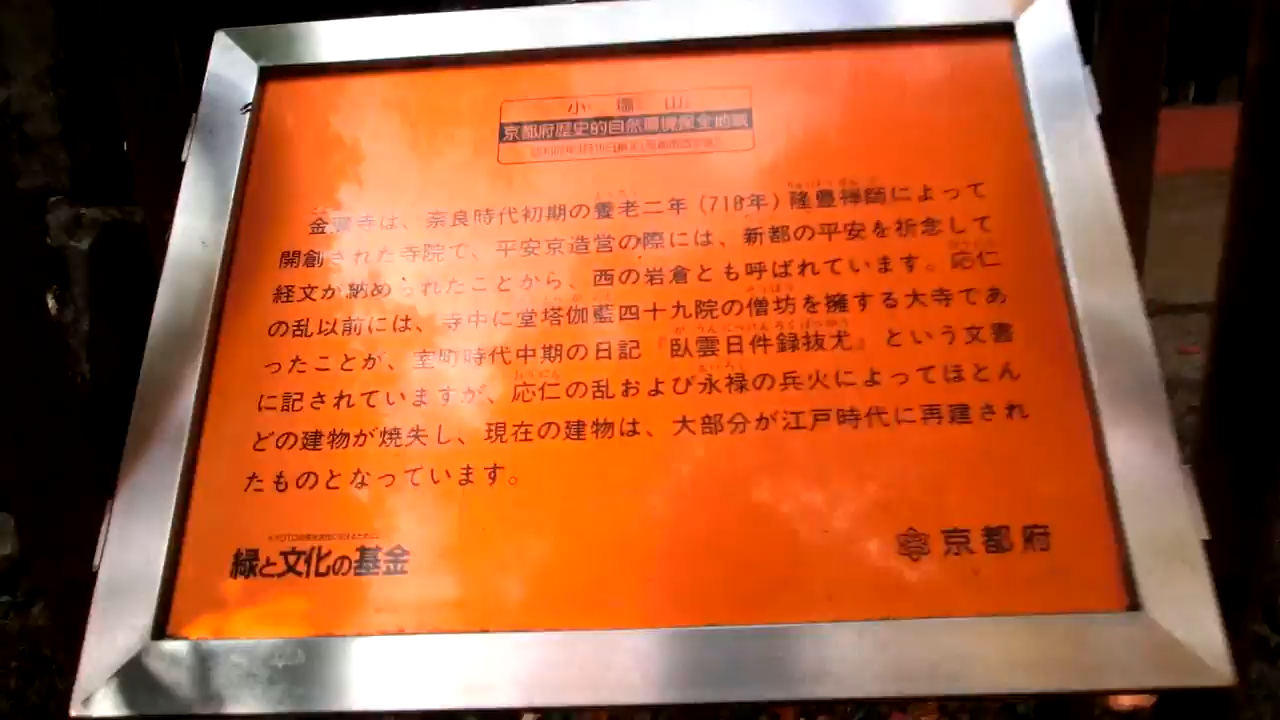 小塩山
京都府歴史的自然環境保全地域
金蔵寺は、奈良時代初期の養老二年(718年)隆豊禅師によって
開創された寺院で、平安京造営の際には、新都の平安を祈念して
経文が納められたことから、西の岩倉とも呼ばれています。応仁
の乱以前には、寺中に堂塔伽藍四十九院の僧坊を擁する大寺であ
ったことが、室町時代中期の日記『臥雲日件録抜尤』という文書
に記されていますが、応仁の乱および永禄の兵火によってほとん
どの建物が焼失し、現在の建物は、大部分が江戸時代に再建され
たものとなっています。
緑と文化の基金
京都府